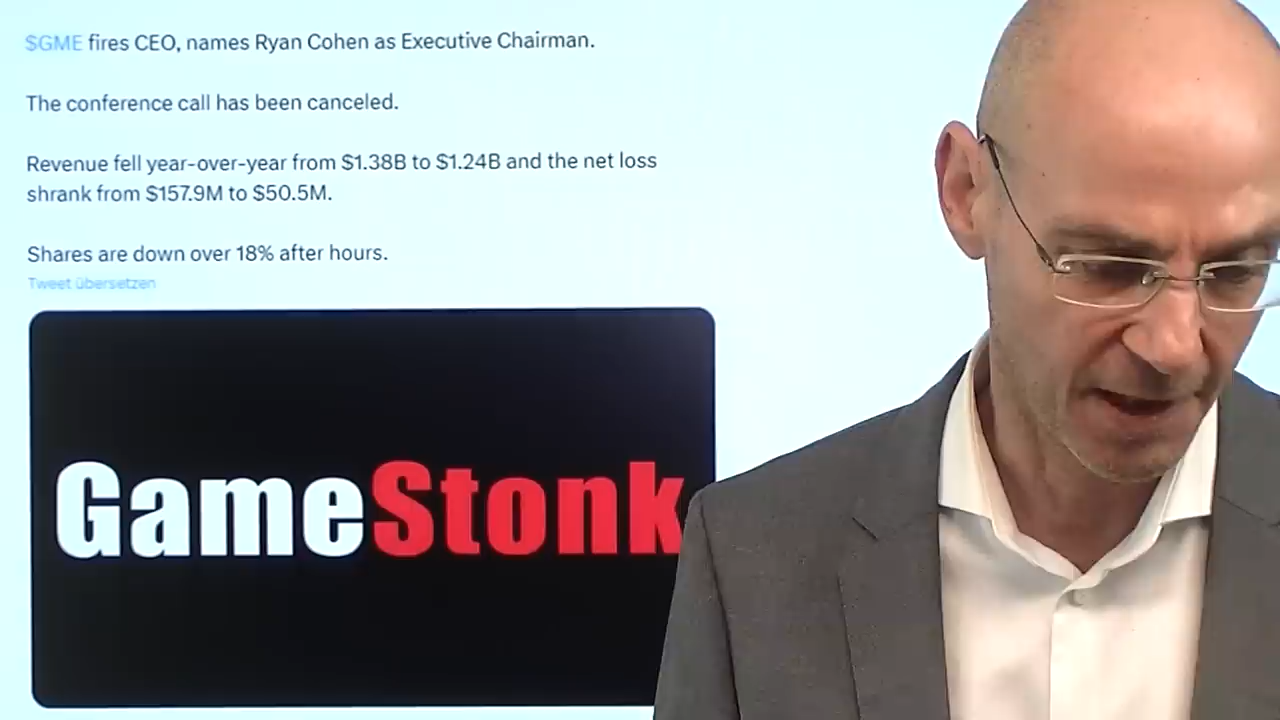 $GME fires CEO, names Ryan Cohen as Executive Chairman.
The conference call has been canceled.
Revenue fell year-over-year from $1.38B to $1.24B and the net loss
shrank from $157.9M to $50.5M.
Shares are down over 18% after hours.
Tweet übersetzen
GameStonk